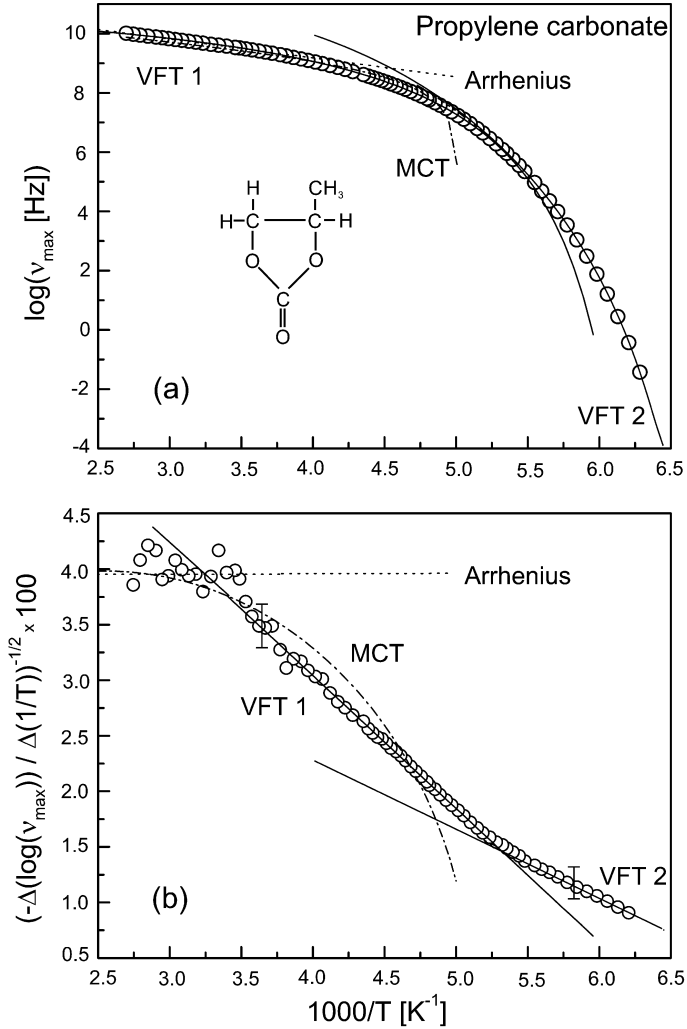 Propylene carbonate
10
8
6
4
2
0
-2
-4
log(ν_max [Hz])
VFT 1
Arrhenius
MCT
H
CH₃
H
C
C
H
O
O
C
O
(a)
VFT 2
2.5 3.0 3.5 4.0 4.5 5.0 5.5 6.0 6.5
4.5
4.0
3.5
3.0
2.5
2.0
1.5
1.0
0.5
(-Δ(log(ν_max)) / Δ(1/T))^-1/2 x 100
Arrhenius
MCT
VFT 1
VFT 2
(b)
2.5 3.0 3.5 4.0 4.5 5.0 5.5 6.0 6.5
1000/T [K⁻¹]